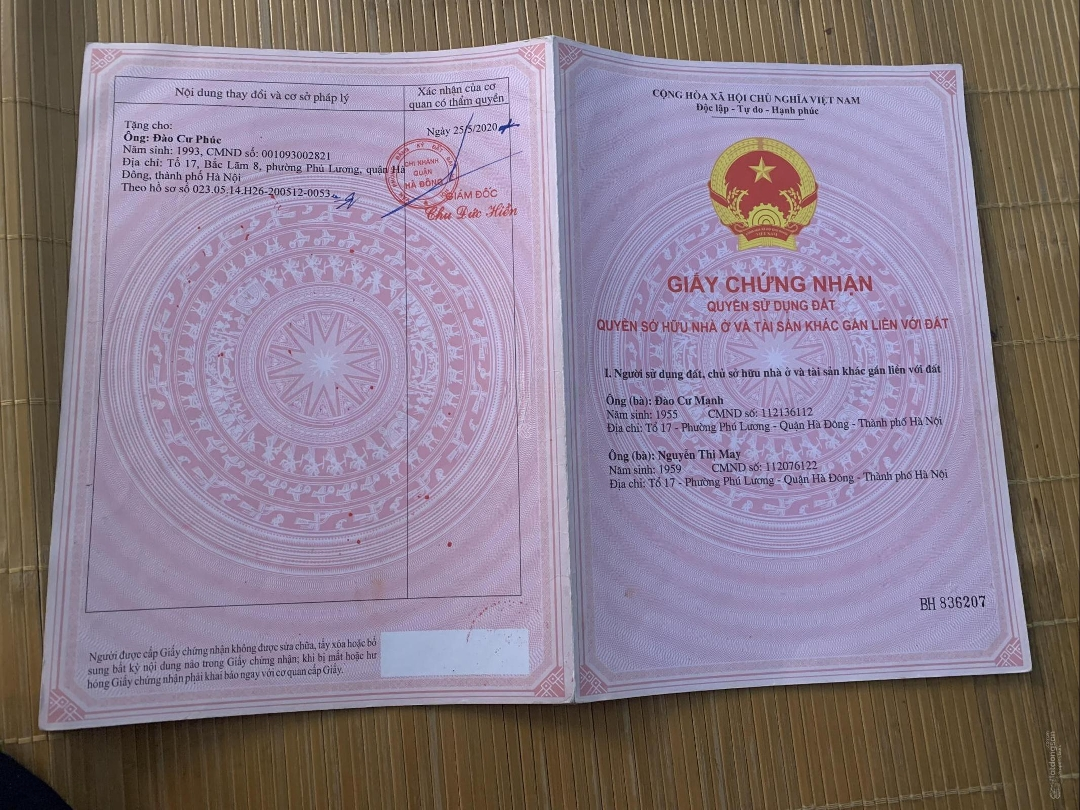 Nội dung thay đổi và cơ sở pháp lý
Xác nhận của cơ
quan có thẩm quyền
Tặng cho:
Ông: Đào Cư Phúc
Năm sinh: 1993, CMND số: 001093002821
Địa chỉ: Tổ 17, Bắc Lãm 8, phường Phú Lương, quận Hà
Đông, thành phố Hà Nội
Theo hồ sơ số 023.05.14.H26-200512-0053
Ngày 25/5/2020
CHI NHÁNH
QUẬN
HÀ ĐÔNG
GIÁM ĐỐC
Chu Đức Hiền
Người được cấp Giấy chứng nhận không được sửa chữa, tẩy xóa hoặc bổ
sung bất kỳ nội dung nào trong Giấy chứng nhận; khi bị mất hoặc hư
hỏng Giấy chứng nhận phải khai báo ngay với cơ quan cấp Giấy.
CỘNG HÒA XÃ HỘI CHỦ NGHĨA VIỆT NAM
Độc lập - Tự do - Hạnh phúc
VIỆT NAM
GIẤY CHỨNG NHẬN
QUYỀN SỬ DỤNG ĐẤT
QUYỀN SỞ HỮU NHÀ Ở VÀ TÀI SẢN KHÁC GẮN LIỀN VỚI ĐẤT
I. Người sử dụng đất, chủ sở hữu nhà ở và tài sản khác gắn liền với đất
Ông (bà): Đào Cư Mạnh
Năm sinh: 1955 CMND số: 112136112
Địa chỉ: Tổ 17 - Phường Phú Lương - Quận Hà Đông - Thành phố Hà Nội
Ông (bà): Nguyễn Thị May
Năm sinh: 1959 CMND số: 112076122
Địa chỉ: Tổ 17 - Phường Phú Lương - Quận Hà Đông - Thành phố Hà Nội
BH 836207